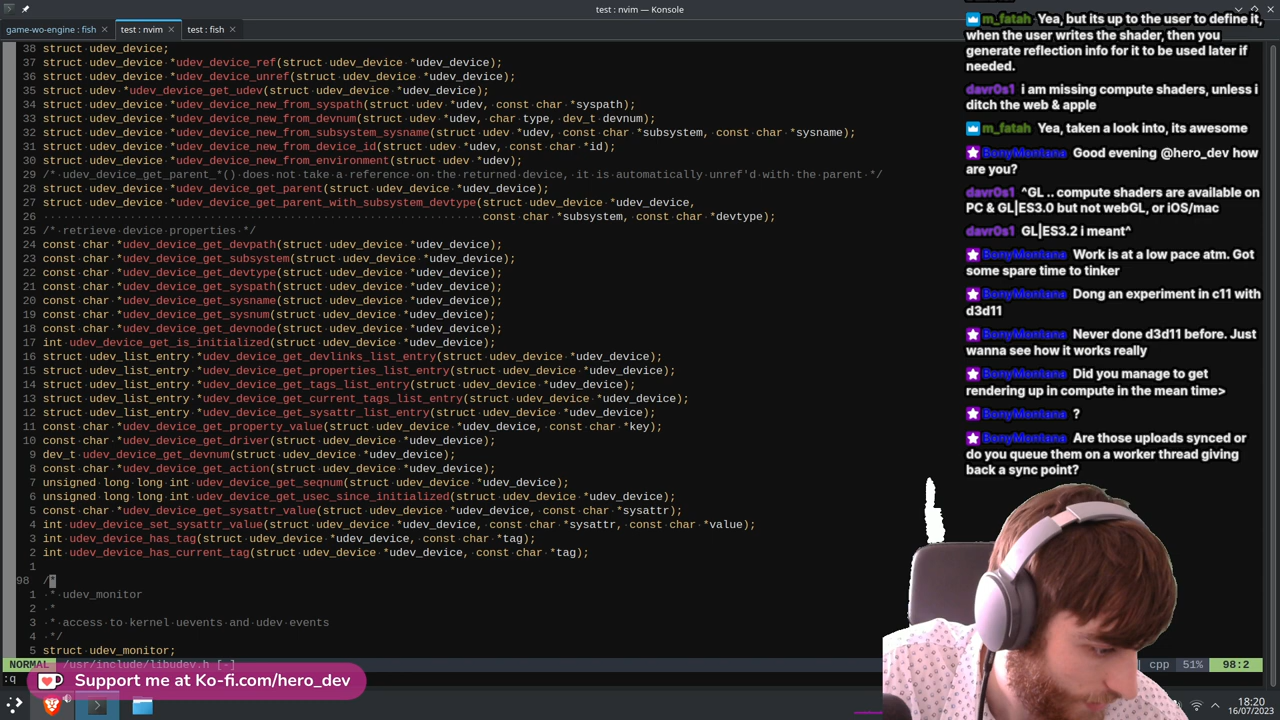 test : nvim — Konsole
game-wo-engine : fish
test : nvim
test : fish
38 struct udev_device;
37 struct udev_device *udev_device_ref(struct udev_device *udev_device);
36 struct udev_device *udev_device_unref(struct udev_device *udev_device);
35 struct udev *udev_device_get_udev(struct udev_device *udev_device);
34 struct udev_device *udev_device_new_from_syspath(struct udev *udev, const char *syspath);
33 struct udev_device *udev_device_new_from_devnum(struct udev *udev, char type, dev_t devnum);
32 struct udev_device *udev_device_new_from_subsystem_sysname(struct udev *udev, const char *subsystem, const char *sysname);
31 struct udev_device *udev_device_new_from_device_id(struct udev *udev, const char *id);
30 struct udev_device *udev_device_new_from_environment(struct udev *udev);
29 /* udev_device_get_parent_*() does not take a reference on the returned device, it is automatically unref'd with the parent */
28 struct udev_device *udev_device_get_parent(struct udev_device *udev_device);
27 struct udev_device *udev_device_get_parent_with_subsystem_devtype(struct udev_device *udev_device,
26 const char *subsystem, const char *devtype);
25 /* retrieve device properties */
24 const char *udev_device_get_devpath(struct udev_device *udev_device);
23 const char *udev_device_get_subsystem(struct udev_device *udev_device);
22 const char *udev_device_get_devtype(struct udev_device *udev_device);
21 const char *udev_device_get_syspath(struct udev_device *udev_device);
20 const char *udev_device_get_sysname(struct udev_device *udev_device);
19 const char *udev_device_get_sysnum(struct udev_device *udev_device);
18 const char *udev_device_get_devnode(struct udev_device *udev_device);
17 int udev_device_get_is_initialized(struct udev_device *udev_device);
16 struct udev_list_entry *udev_device_get_devlinks_list_entry(struct udev_device *udev_device);
15 struct udev_list_entry *udev_device_get_properties_list_entry(struct udev_device *udev_device);
14 struct udev_list_entry *udev_device_get_tags_list_entry(struct udev_device *udev_device);
13 struct udev_list_entry *udev_device_get_current_tags_list_entry(struct udev_device *udev_device);
12 struct udev_list_entry *udev_device_get_sysattr_list_entry(struct udev_device *udev_device);
11 const char *udev_device_get_property_value(struct udev_device *udev_device, const char *key);
10 const char *udev_device_get_driver(struct udev_device *udev_device);
9 dev_t udev_device_get_devnum(struct udev_device *udev_device);
8 const char *udev_device_get_action(struct udev_device *udev_device);
7 unsigned long long int udev_device_get_seqnum(struct udev_device *udev_device);
6 unsigned long long int udev_device_get_usec_since_initialized(struct udev_device *udev_device);
5 const char *udev_device_get_sysattr_value(struct udev_device *udev_device, const char *sysattr);
4 int udev_device_set_sysattr_value(struct udev_device *udev_device, const char *sysattr, const char *value);
3 int udev_device_has_tag(struct udev_device *udev_device, const char *tag);
2 int udev_device_has_current_tag(struct udev_device *udev_device, const char *tag);
1
98 /*
1 * udev_monitor
2 *
3 * access to kernel uevents and udev events
4 */
5 struct udev_monitor;
NORMAL /usr/include/libudev.h [-]
cpp 51% 98:2
:q
Support me at Ko-fi.com/hero_dev
m_fatah Yea, but its up to the user to define it,
when the user writes the shader, then you
generate reflection info for it to be used later if
needed.
davr0s1 i am missing compute shaders, unless i
ditch the web & apple
m_fatah Yea, taken a look into, its awesome
BonyMontana Good evening @hero_dev how
are you?
davr0s1 ^GL .. compute shaders are available on
PC & GL|ES3.0 but not webGL, or iOS/mac
davr0s1 GL|ES3.2 i meant^
BonyMontana Work is at a low pace atm. Got
some spare time to tinker
BonyMontana Dong an experiment in c11 with
d3d11
BonyMontana Never done d3d11 before. Just
wanna see how it works really
BonyMontana Did you manage to get
rendering up in compute in the mean time>
BonyMontana ?
BonyMontana Are those uploads synced or
do you queue them on a worker thread giving
back a sync point?
18:20
16/07/2023